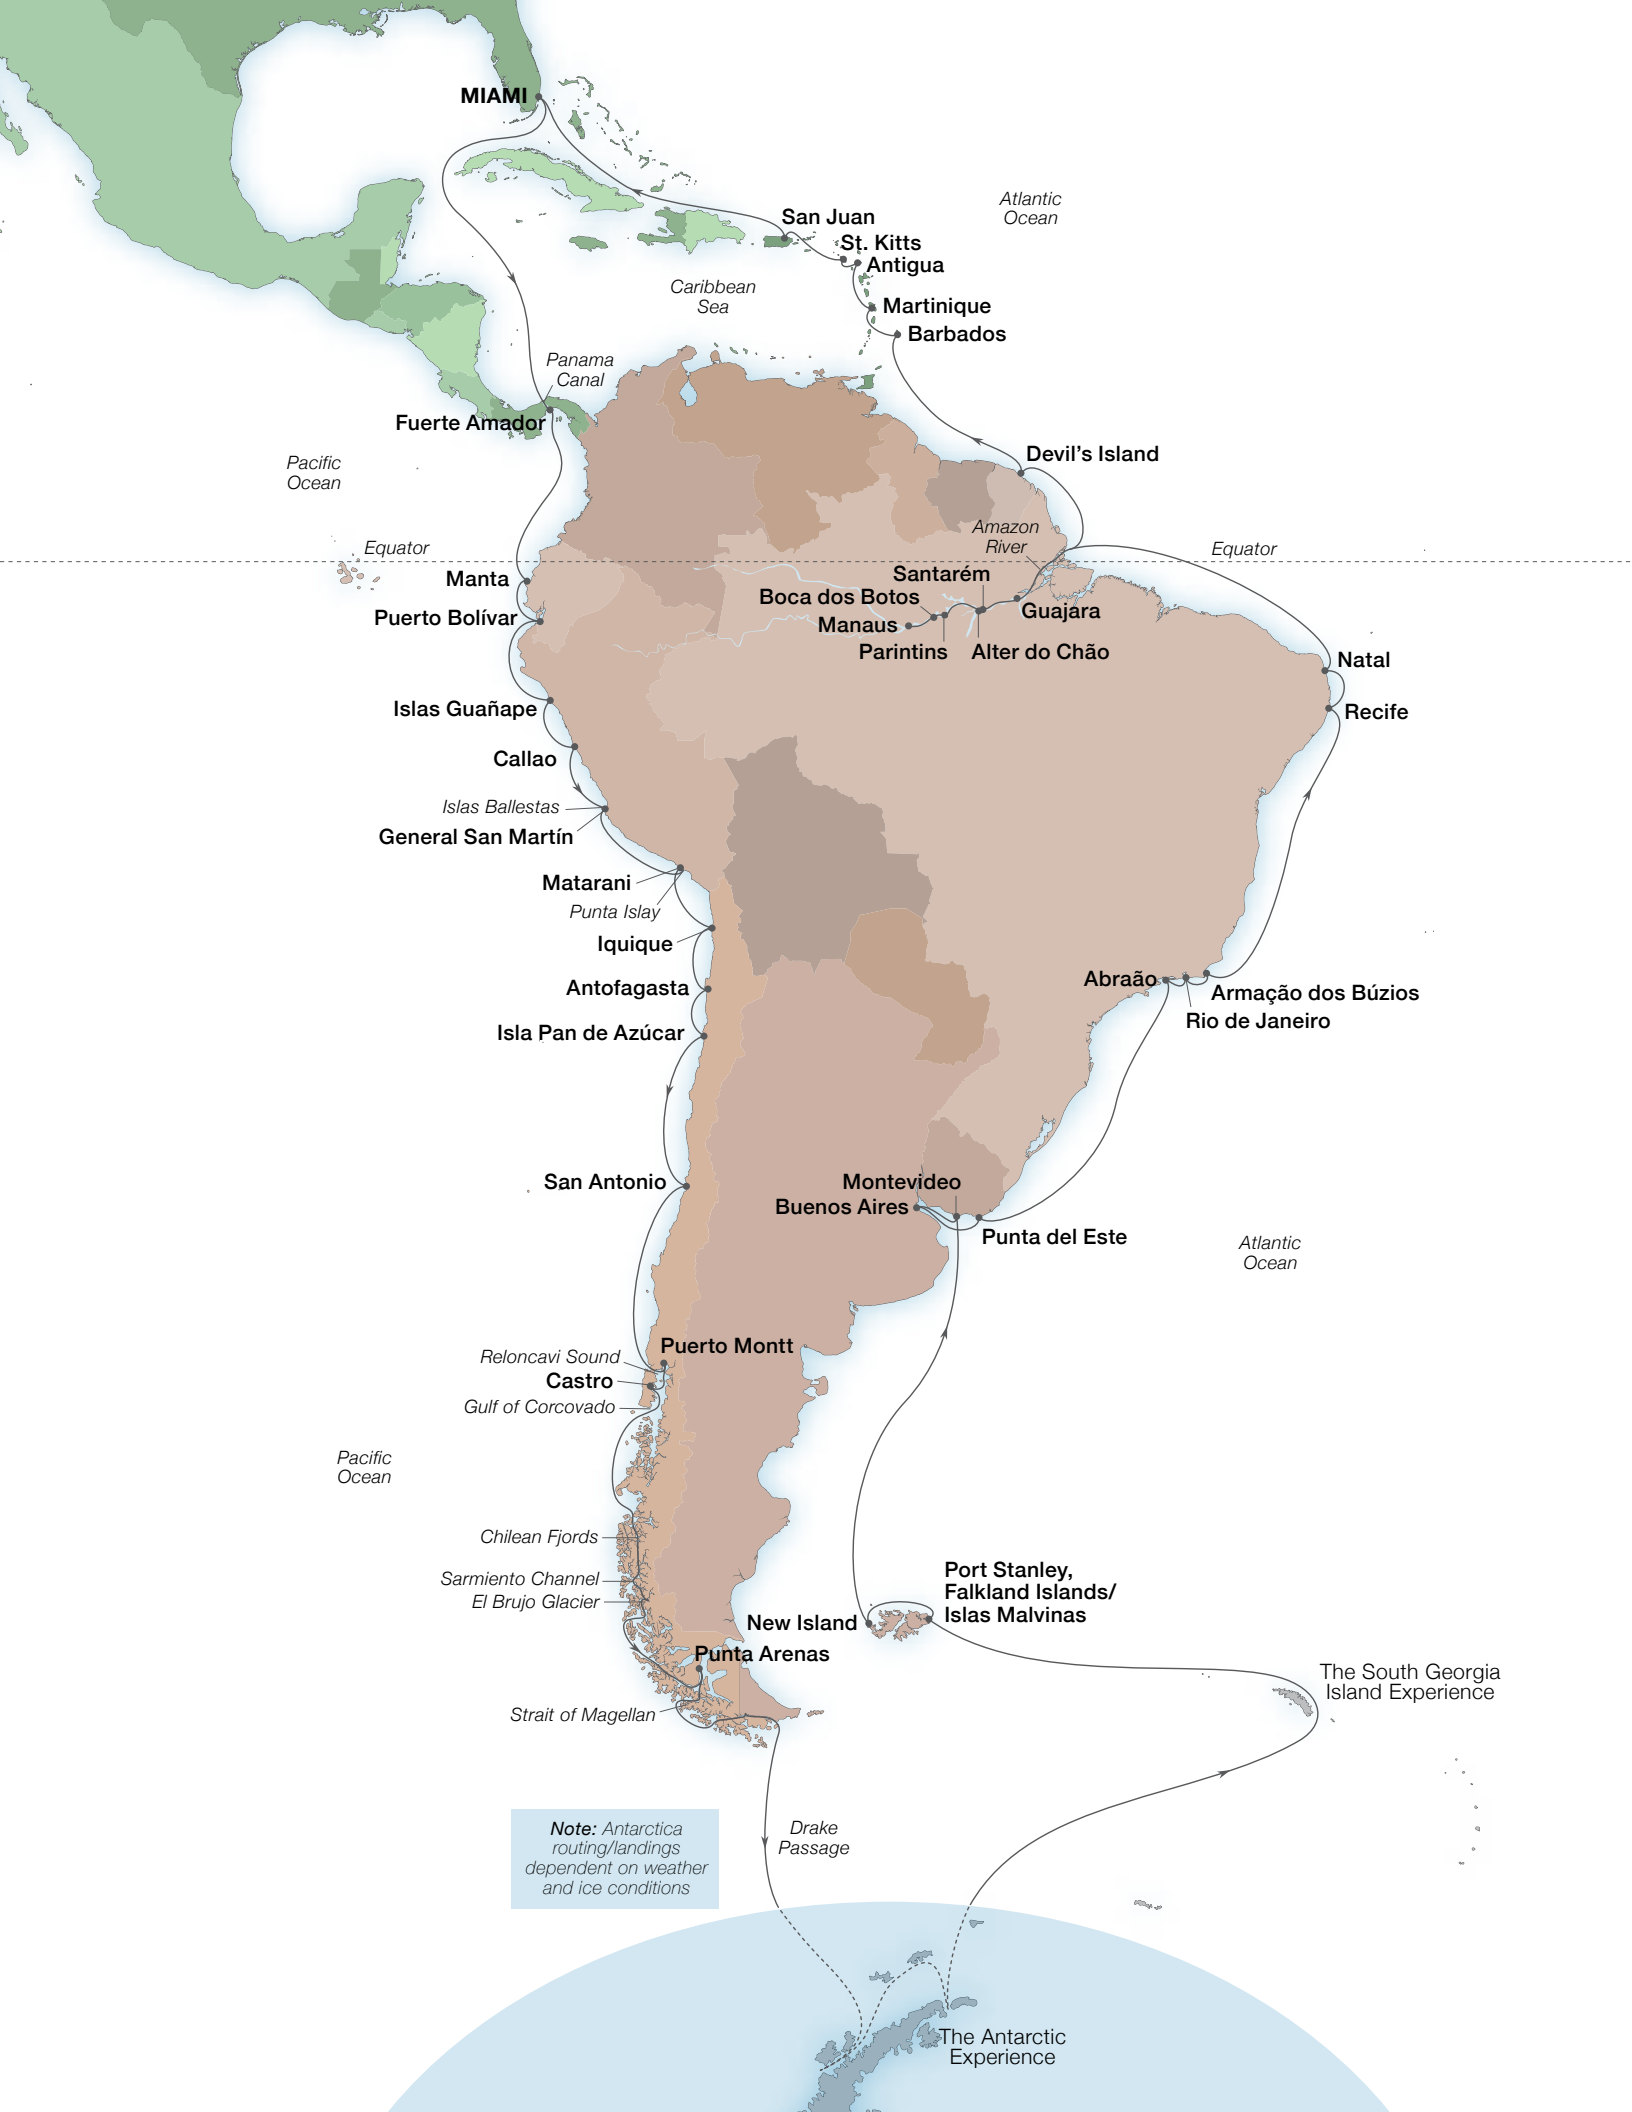 MIAMI
Atlantic
Ocean
San Juan
St. Kitts
Antigua
Caribbean
Sea
Martinique
Barbados
Panama
Canal
Fuerte Amador
Devil's Island
Pacific
Ocean
Amazon
River
Equator
Equator
Manta
Santarém
Boca dos Botos
Puerto Bolívar
Guajara
Manaus
Parintins
Alter do Chão
Natal
Islas Guañape
Recife
Callao
Islas Ballestas
General San Martín
Matarani
Punta Islay
Iquique
Abraão
Antofagasta
Armação dos Búzios
Rio de Janeiro
Isla Pan de Azúcar
San Antonio
Montevideo
Buenos Aires
Punta del Este
Atlantic
Ocean
Puerto Montt
Reloncavi Sound
Castro
Gulf of Corcovado
Pacific
Ocean
Chilean Fjords
Sarmiento Channel
El Brujo Glacier
Port Stanley,
Falkland Islands/
Islas Malvinas
New Island
Punta Arenas
The South Georgia
Island Experience
Strait of Magellan
Note: Antarctica
routing/landings
dependent on weather
and ice conditions
Drake
Passage
The Antarctic
Experience